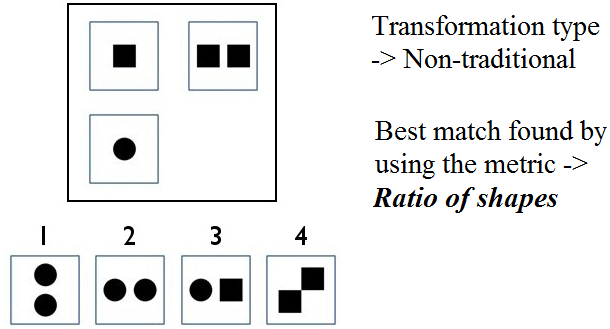 Transformation type
-> Non-traditional
Best match found by
using the metric ->
Ratio of shapes
1 2 3 4